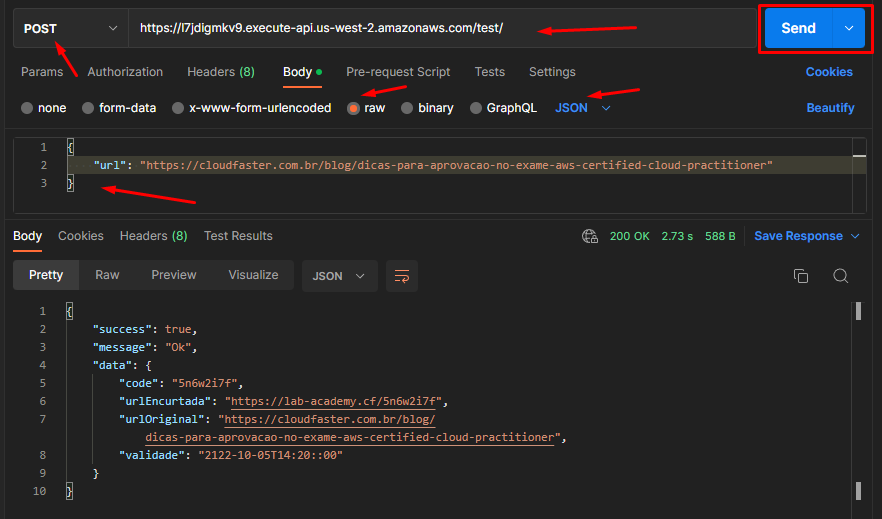 POST https://l7jdigmkv9.execute-api.us-west-2.amazonaws.com/test/ Send
Params Authorization Headers (8) Body Pre-request Script Tests Settings Cookies
none form-data x-www-form-urlencoded raw binary GraphQL JSON Beautify
1 {
2 "url": "https://cloudfaster.com.br/blog/dicas-para-aprovacao-no-exame-aws-certified-cloud-practitioner"
3 }
Body Cookies Headers (8) Test Results 200 OK 2.73 s 588 B Save Response
Pretty Raw Preview Visualize JSON
1 {
2 "success": true,
3 "message": "Ok",
4 "data": {
5 "code": "5n6w2i7f",
6 "urlEncurtada": "https://lab-academy.cf/5n6w2i7f",
7 "urlOriginal": "https://cloudfaster.com.br/blog/
dicas-para-aprovacao-no-exame-aws-certified-cloud-practitioner",
8 "validade": "2122-10-05T14:20::00"
9 }
10 }